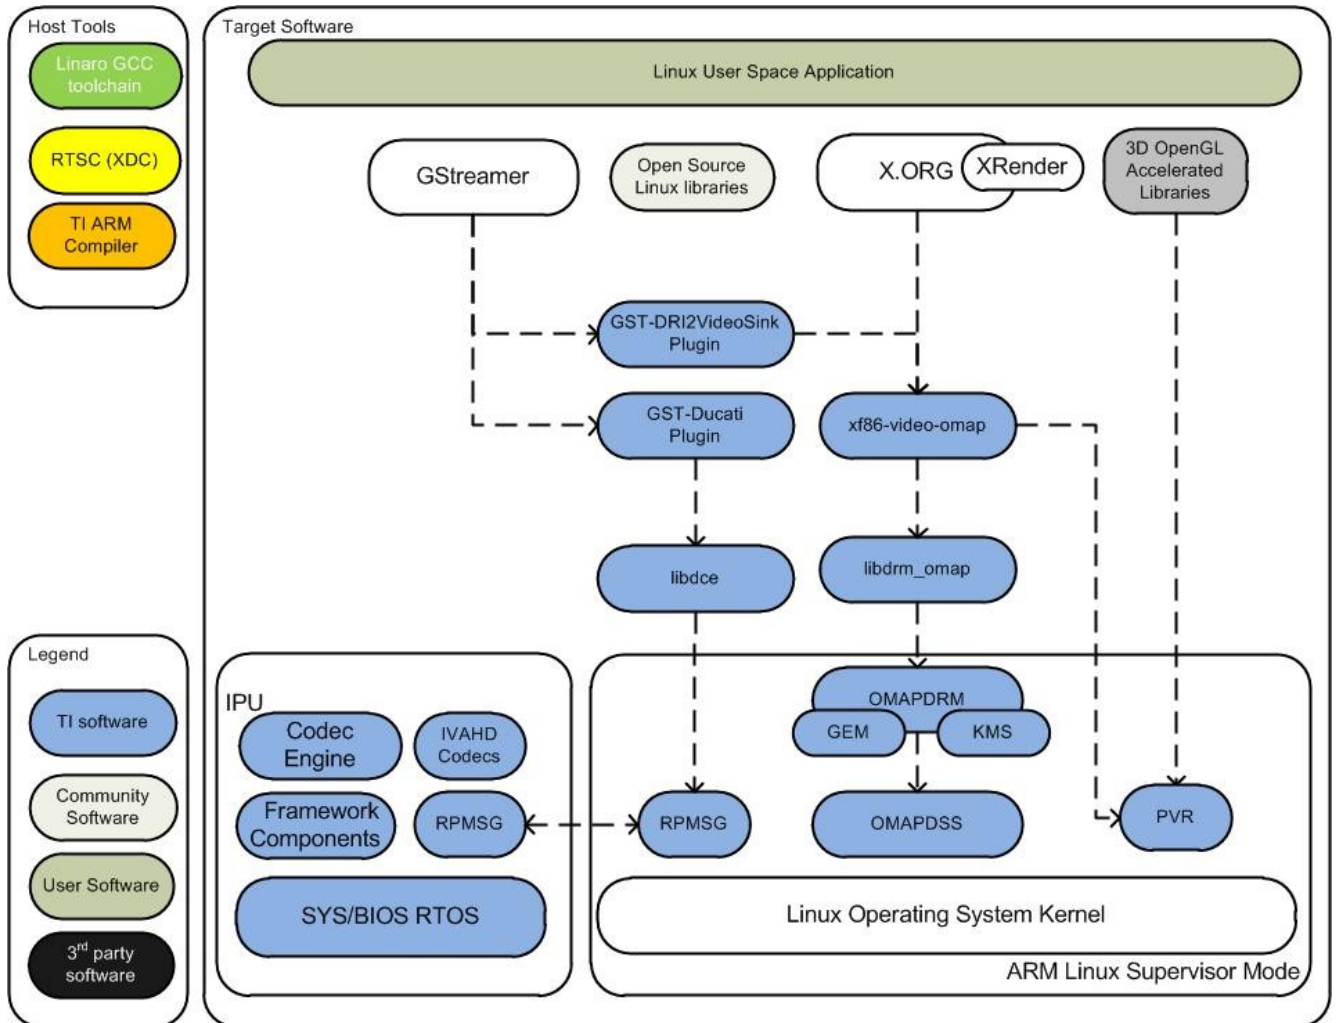 Host Tools
Linaro GCC
toolchain
RTSC (XDC)
TI ARM
Compiler
Target Software
Linux User Space Application
GStreamer
Open Source
Linux libraries
X.ORG
XRender
3D OpenGL
Accelerated
Libraries
GST-DRI2VideoSink
Plugin
GST-Ducati
Plugin
xf86-video-omap
libdce
libdrm_omap
Legend
TI software
Community
Software
User Software
3rd party
software
IPU
Codec
Engine
IVAHD
Codecs
Framework
Components
RPMSG
SYS/BIOS RTOS
OMAPDRM
GEM
KMS
RPMSG
OMAPDSS
PVR
Linux Operating System Kernel
ARM Linux Supervisor Mode